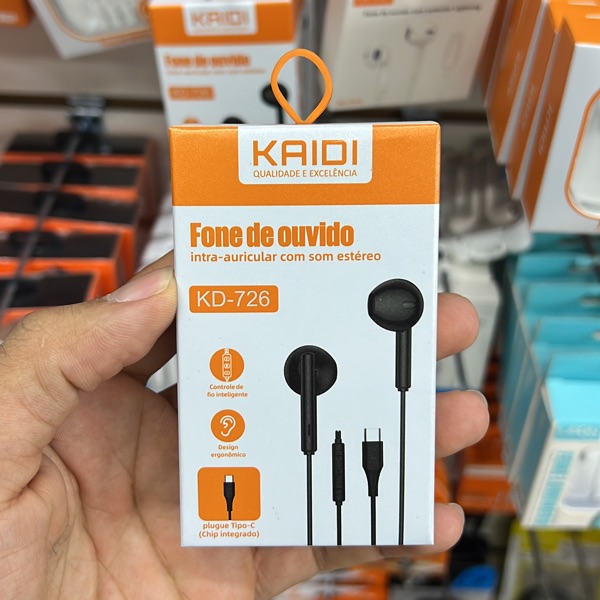 KAIDI
Fone de ouvido
KAIDI
QUALIDADE E EXCELÊNCIA
Fone de ouvido
intra-auricular com som estéreo
KD-726
Controle de
fio inteligente
Design
ergonômico
plugue Tipo-C
(Chip integrado)